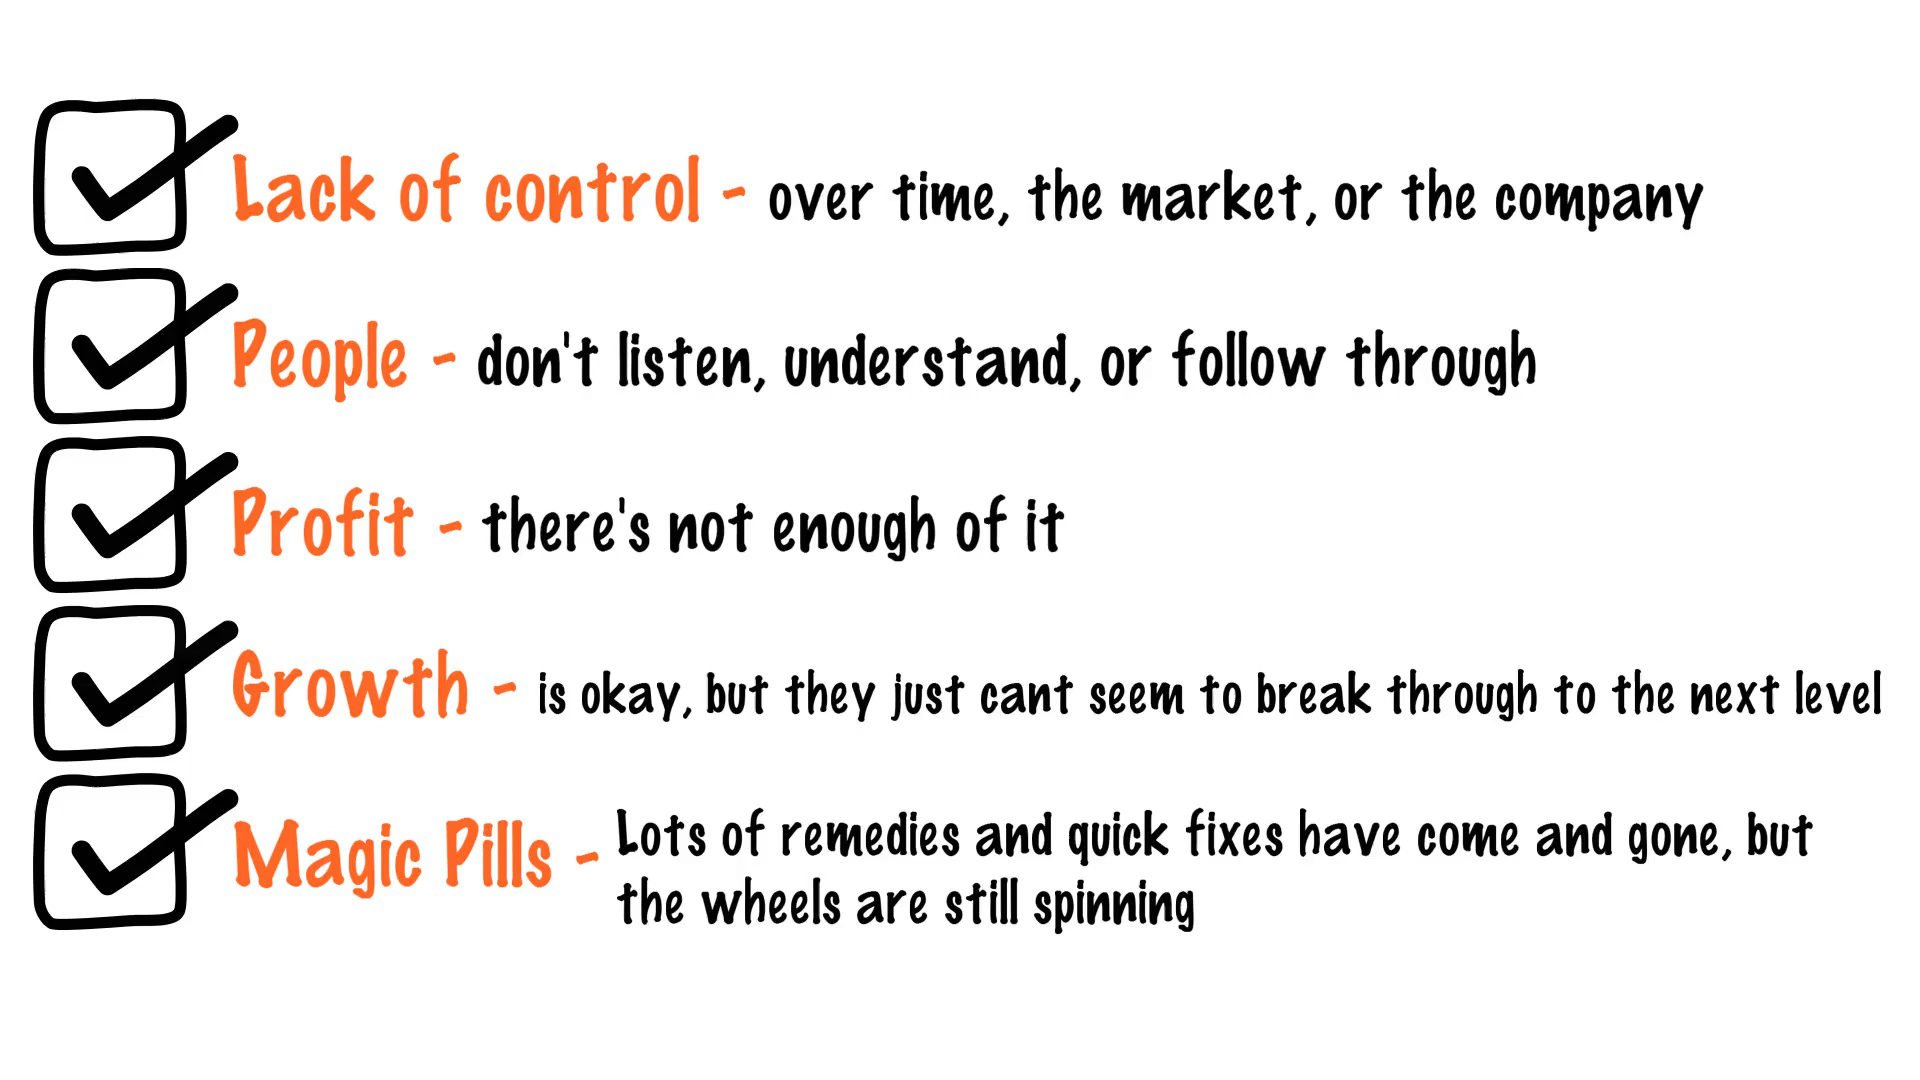 Lack of control - over time, the market, or the company
People - don't listen, understand, or follow through
Profit - there's not enough of it
Growth - is okay, but they just cant seem to break through to the next level
Magic Pills - Lots of remedies and quick fixes have come and gone, but
the wheels are still spinning